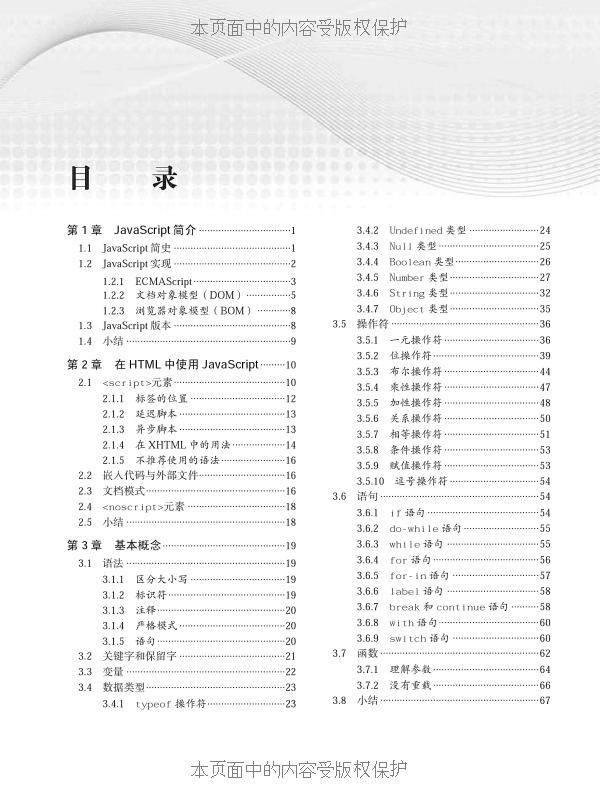 本页面中的内容受版权保护
目 录
第 1 章 JavaScript 简介 ··· 1
1.1 JavaScript 简史 ··· 1
1.2 JavaScript 实现 ··· 2
1.2.1 ECMAScript ··· 3
1.2.2 文档对象模型（DOM） ··· 5
1.2.3 浏览器对象模型（BOM） ··· 8
1.3 JavaScript 版本 ··· 8
1.4 小结 ··· 9
第 2 章 在 HTML 中使用 JavaScript ··· 10
2.1 <script>元素 ··· 10
2.1.1 标签的位置 ··· 12
2.1.2 延迟脚本 ··· 13
2.1.3 异步脚本 ··· 13
2.1.4 在 XHTML 中的用法 ··· 14
2.1.5 不推荐使用的语法 ··· 16
2.2 嵌入代码与外部文件 ··· 16
2.3 文档模式 ··· 16
2.4 <noscript>元素 ··· 18
2.5 小结 ··· 18
第 3 章 基本概念 ··· 19
3.1 语法 ··· 19
3.1.1 区分大小写 ··· 19
3.1.2 标识符 ··· 19
3.1.3 注释 ··· 20
3.1.4 严格模式 ··· 20
3.1.5 语句 ··· 20
3.2 关键字和保留字 ··· 21
3.3 变量 ··· 22
3.4 数据类型 ··· 23
3.4.1 typeof 操作符 ··· 23
3.4.2 Undefined 类型 ··· 24
3.4.3 Null 类型 ··· 25
3.4.4 Boolean 类型 ··· 26
3.4.5 Number 类型 ··· 27
3.4.6 String 类型 ··· 32
3.4.7 Object 类型 ··· 35
3.5 操作符 ··· 36
3.5.1 一元操作符 ··· 36
3.5.2 位操作符 ··· 39
3.5.3 布尔操作符 ··· 44
3.5.4 乘性操作符 ··· 47
3.5.5 加性操作符 ··· 48
3.5.6 关系操作符 ··· 50
3.5.7 相等操作符 ··· 51
3.5.8 条件操作符 ··· 53
3.5.9 赋值操作符 ··· 53
3.5.10 逗号操作符 ··· 54
3.6 语句 ··· 54
3.6.1 if 语句 ··· 54
3.6.2 do-while 语句 ··· 55
3.6.3 while 语句 ··· 55
3.6.4 for 语句 ··· 56
3.6.5 for-in 语句 ··· 57
3.6.6 label 语句 ··· 58
3.6.7 break 和 continue 语句 ··· 58
3.6.8 with 语句 ··· 60
3.6.9 switch 语句 ··· 60
3.7 函数 ··· 62
3.7.1 理解参数 ··· 64
3.7.2 没有重载 ··· 66
3.8 小结 ··· 67
本页面中的内容受版权保护